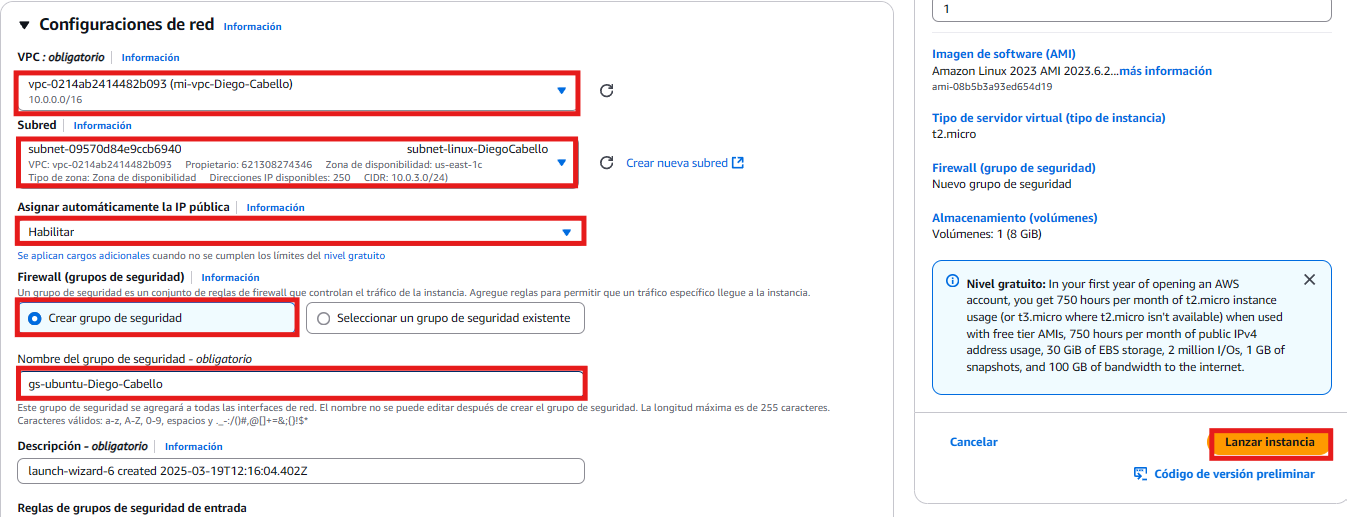 Configuraciones de red Información
VPC : obligatorio Información
vpc-0214ab2414482b093 (mi-vpc-Diego-Cabello)
10.0.0.0/16
Subred Información
subnet-09570d84e9ccb6940 subnet-linux-DiegoCabello
VPC: vpc-0214ab2414482b093 Propietario: 621308274346 Zona de disponibilidad: us-east-1c
Tipo de zona: Zona de disponibilidad Direcciones IP disponibles: 250 CIDR: 10.0.3.0/24)
Crear nueva subred
Asignar automáticamente la IP pública Información
Habilitar
Se aplican cargos adicionales cuando no se cumplen los límites del nivel gratuito
Firewall (grupos de seguridad) Información
Un grupo de seguridad es un conjunto de reglas de firewall que controlan el tráfico de la instancia. Agregue reglas para permitir que un tráfico específico llegue a la instancia.
Crear grupo de seguridad
Seleccionar un grupo de seguridad existente
Nombre del grupo de seguridad - obligatorio
gs-ubuntu-Diego-Cabello
Este grupo de seguridad se agregará a todas las interfaces de red. El nombre no se puede editar después de crear el grupo de seguridad. La longitud máxima es de 255 caracteres.
Caracteres válidos: a-z, A-Z, 0-9, espacios y ._-:/()#,@[]+=&;{}!$*
Descripción - obligatorio Información
launch-wizard-6 created 2025-03-19T12:16:04.402Z
Reglas de grupos de seguridad de entrada
1
Imagen de software (AMI)
Amazon Linux 2023 AMI 2023.6.2...más información
ami-08b5b3a93ed654d19
Tipo de servidor virtual (tipo de instancia)
t2.micro
Firewall (grupo de seguridad)
Nuevo grupo de seguridad
Almacenamiento (volúmenes)
Volúmenes: 1 (8 GiB)
Nivel gratuito: In your first year of opening an AWS
account, you get 750 hours per month of t2.micro instance
usage (or t3.micro where t2.micro isn't available) when used
with free tier AMIs, 750 hours per month of public IPv4
address usage, 30 GiB of EBS storage, 2 million I/Os, 1 GB of
snapshots, and 100 GB of bandwidth to the internet.
Cancelar
Lanzar instancia
Código de versión preliminar